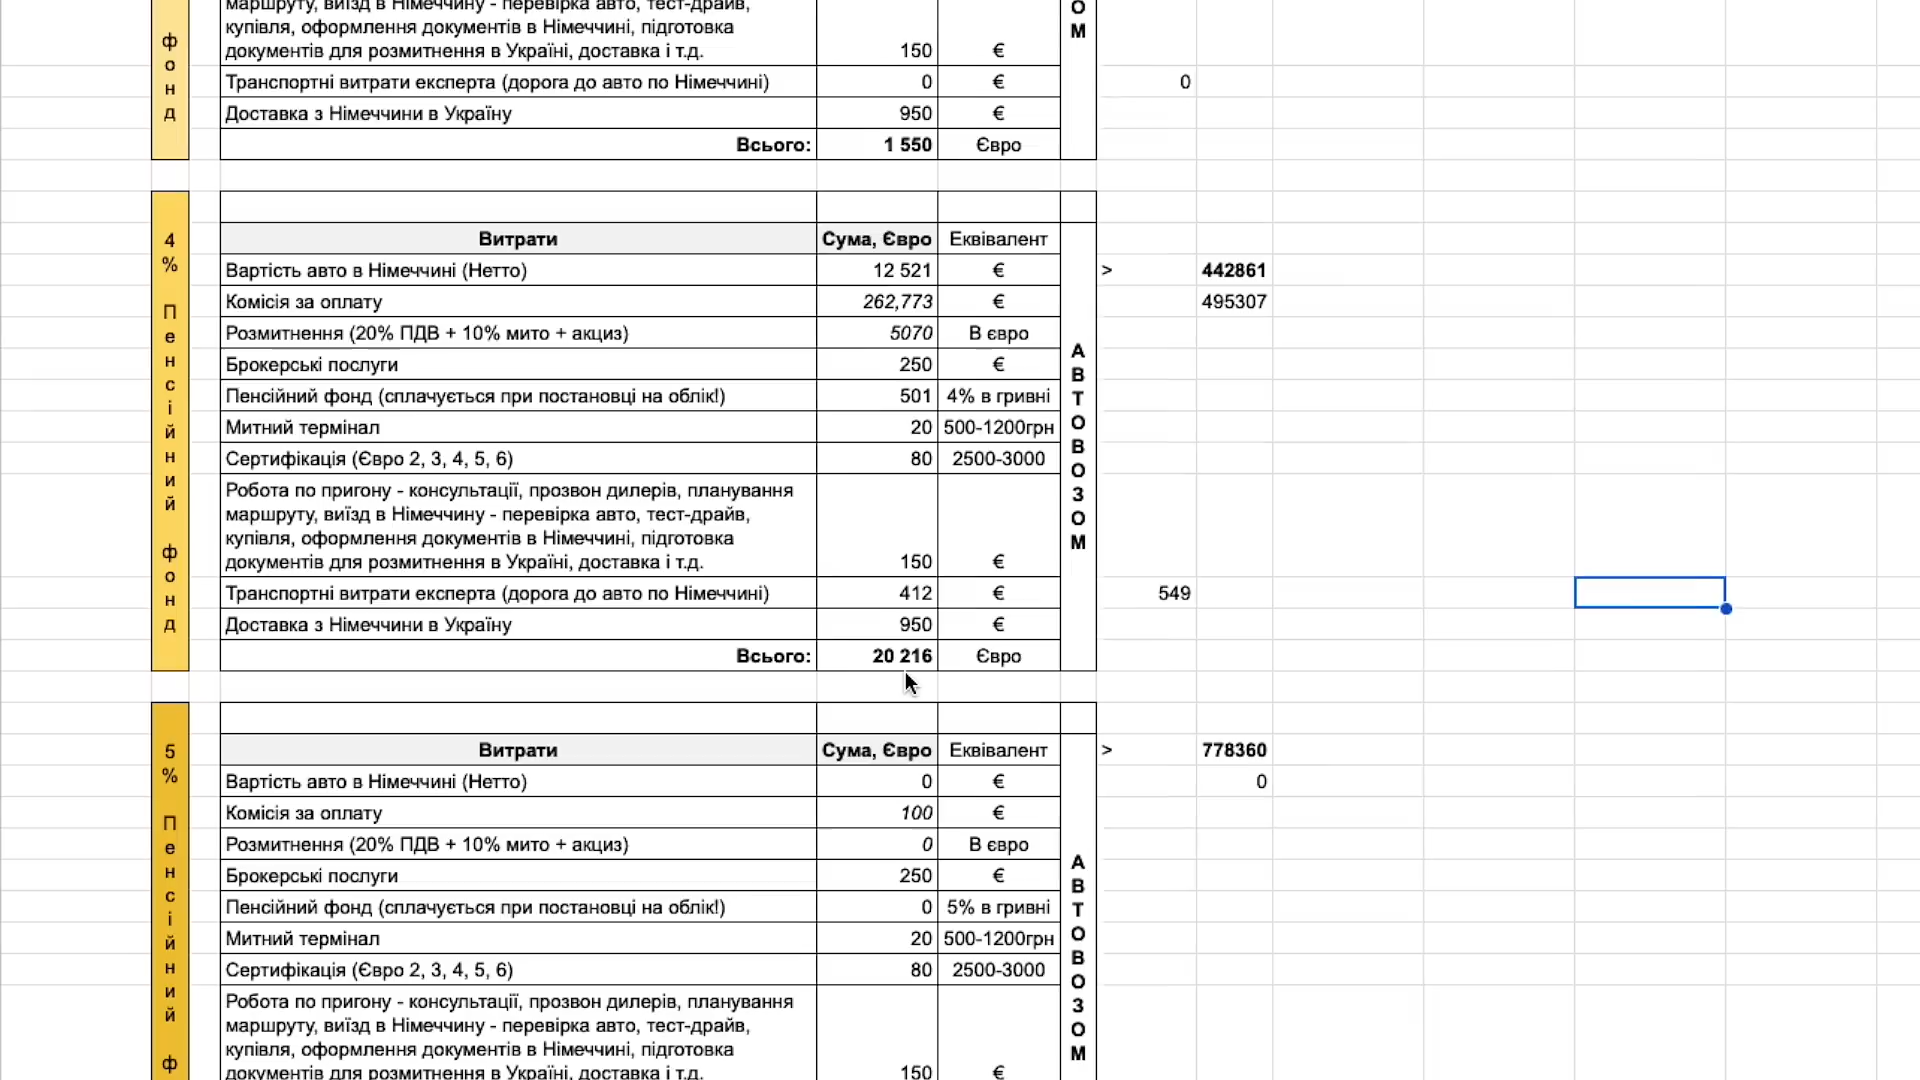 маршруту, виїзд в Німеччину - перевірка авто, тест-драйв,
купівля, оформлення документів в Німеччині, підготовка
документів для розмитнення в Україні, доставка і т.д. 150 €
Транспортні витрати експерта (дорога до авто по Німеччині) 0 € 0
Доставка з Німеччини в Україну 950 €
Всього: 1 550 Євро
фонд
ОМ
4% Пенсійний фонд
Витрати Сума, Євро Еквівалент
Вартість авто в Німеччині (Нетто) 12 521 € > 442861
Комісія за оплату 262,773 € 495307
Розмитнення (20% ПДВ + 10% мито + акциз) 5070 В євро
Брокерські послуги 250 €
Пенсійний фонд (сплачується при постановці на облік!) 501 4% в гривні
Митний термінал 20 500-1200грн
Сертифікація (Євро 2, 3, 4, 5, 6) 80 2500-3000
Робота по пригону - консультації, прозвон дилерів, планування
маршруту, виїзд в Німеччину - перевірка авто, тест-драйв,
купівля, оформлення документів в Німеччині, підготовка
документів для розмитнення в Україні, доставка і т.д. 150 €
Транспортні витрати експерта (дорога до авто по Німеччині) 412 € 549
Доставка з Німеччини в Україну 950 €
Всього: 20 216 Євро
АВТОВОЗОМ
5% Пенсійний ф
Витрати Сума, Євро Еквівалент > 778360
Вартість авто в Німеччині (Нетто) 0 € 0
Комісія за оплату 100 €
Розмитнення (20% ПДВ + 10% мито + акциз) 0 В євро
Брокерські послуги 250 €
Пенсійний фонд (сплачується при постановці на облік!) 0 5% в гривні
Митний термінал 20 500-1200грн
Сертифікація (Євро 2, 3, 4, 5, 6) 80 2500-3000
Робота по пригону - консультації, прозвон дилерів, планування
маршруту, виїзд в Німеччину - перевірка авто, тест-драйв,
купівля, оформлення документів в Німеччині, підготовка
документів для розмитнення в Україні, доставка і т.д. 150 €
АВТОВОЗОМ